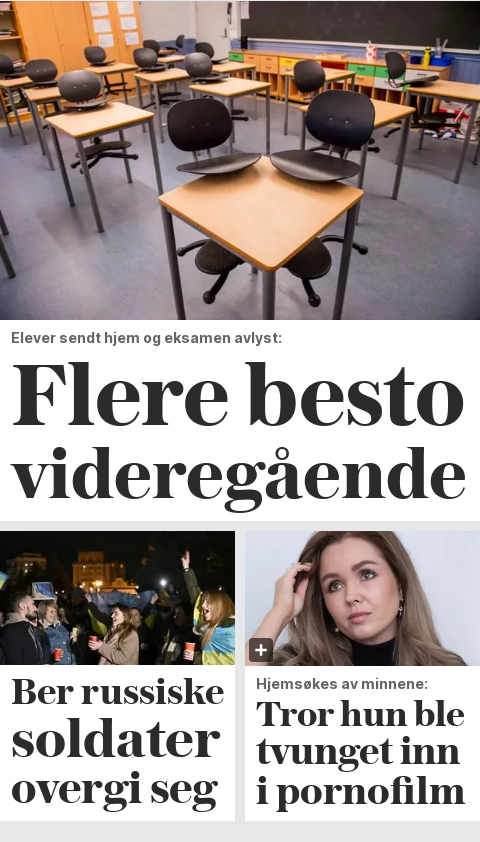 Elever sendt hjem og eksamen avlyst:
Flere besto
videregående
Ber russiske
soldater
overgi seg
Hjemsøkes av minnene:
Tror hun ble
tvunget inn
i pornofilm